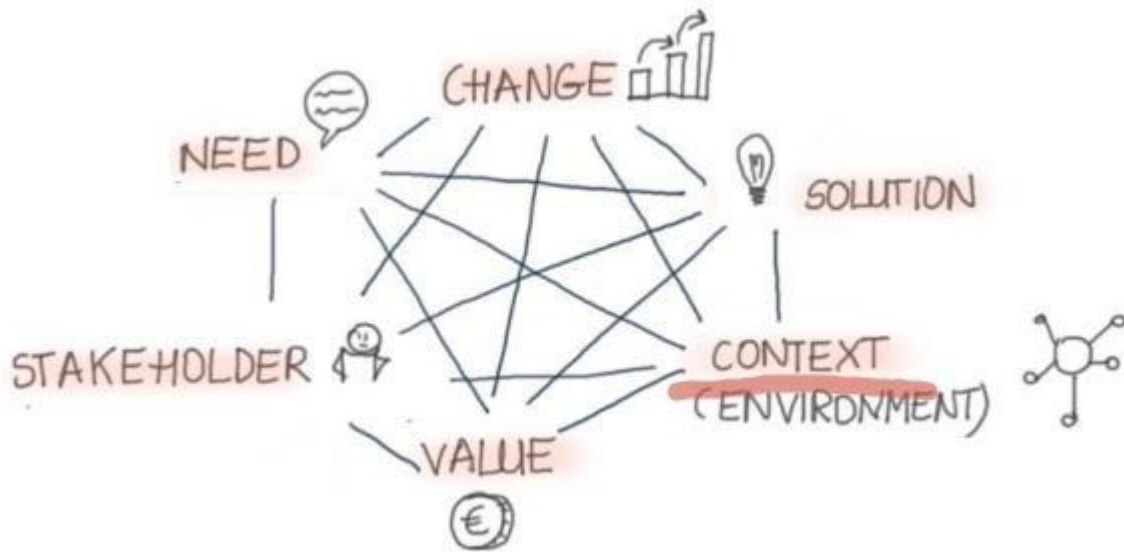 CHANGE
NEED
SOLUTION
STAKEHOLDER
CONTEXT
(ENVIRONMENT)
VALUE
€